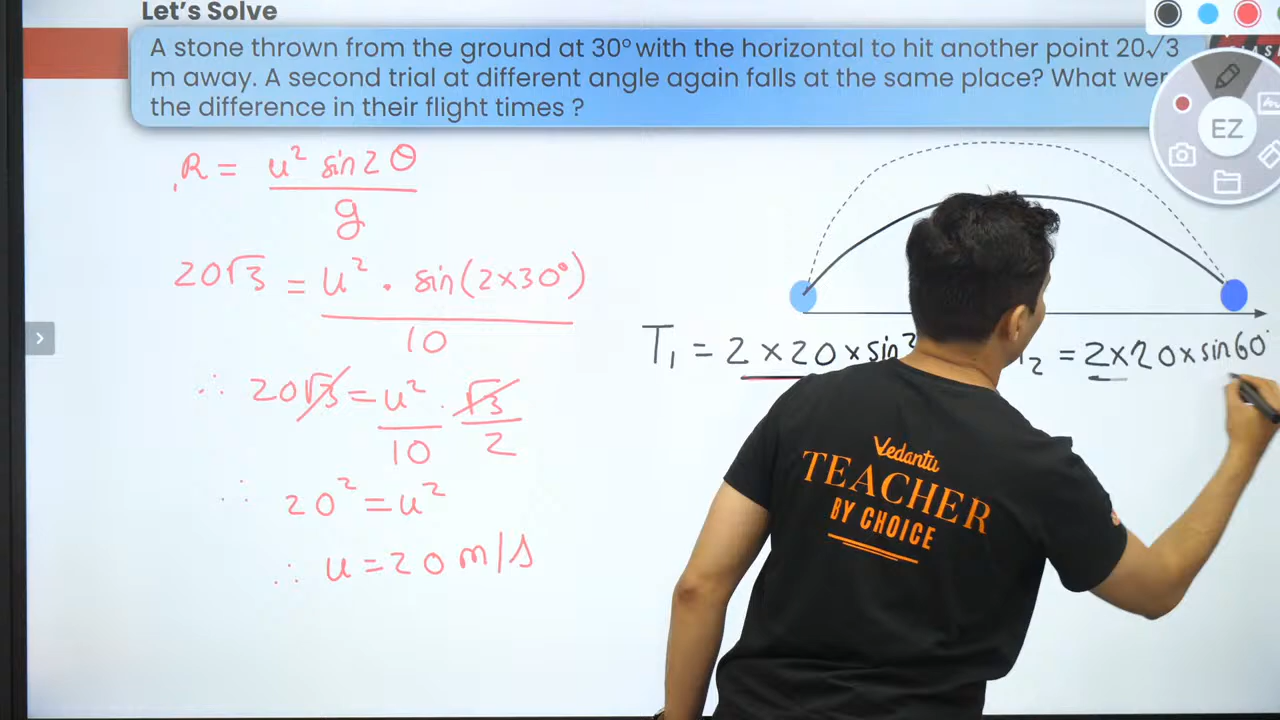 Let's Solve
A stone thrown from the ground at 30° with the horizontal to hit another point 20√3
m away. A second trial at different angle again falls at the same place? What wer
the difference in their flight times ?
EZ
R = u² sin2θ
g
20√3 = u² . sin(2×30°)
10
∴ 20√3 = u² . √3
10 2
∴ 20² = u²
∴ u = 20 m/s
T₁ = 2 × 20 × sin
2 = 2×20×sin60°
Vedantu
TEACHER
BY CHOICE